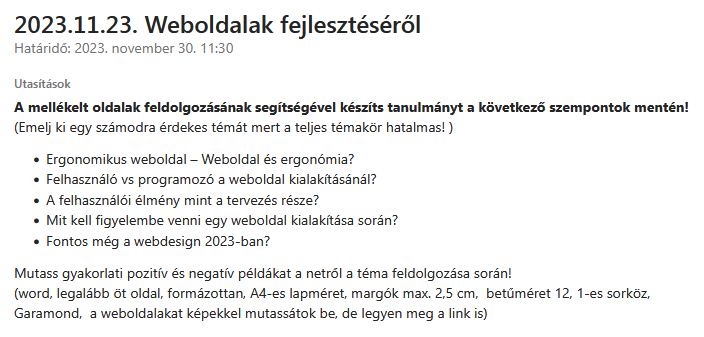 2023.11.23. Weboldalak fejlesztéséről
Határidő: 2023. november 30. 11:30
Utasítások
A mellékelt oldalak feldolgozásának segítségével készíts tanulmányt a következő szempontok mentén!
(Emelj ki egy számodra érdekes témát mert a teljes témakör hatalmas! )
• Ergonomikus weboldal – Weboldal és ergonómia?
• Felhasználó vs programozó a weboldal kialakításánál?
• A felhasználói élmény mint a tervezés része?
• Mit kell figyelembe venni egy weboldal kialakítása során?
• Fontos még a webdesign 2023-ban?
Mutass gyakorlati pozitív és negatív példákat a netről a téma feldolgozása során!
(word, legalább öt oldal, formázottan, A4-es lapméret, margók max. 2,5 cm, betűméret 12, 1-es sorköz,
Garamond, a weboldalakat képekkel mutassátok be, de legyen meg a link is)